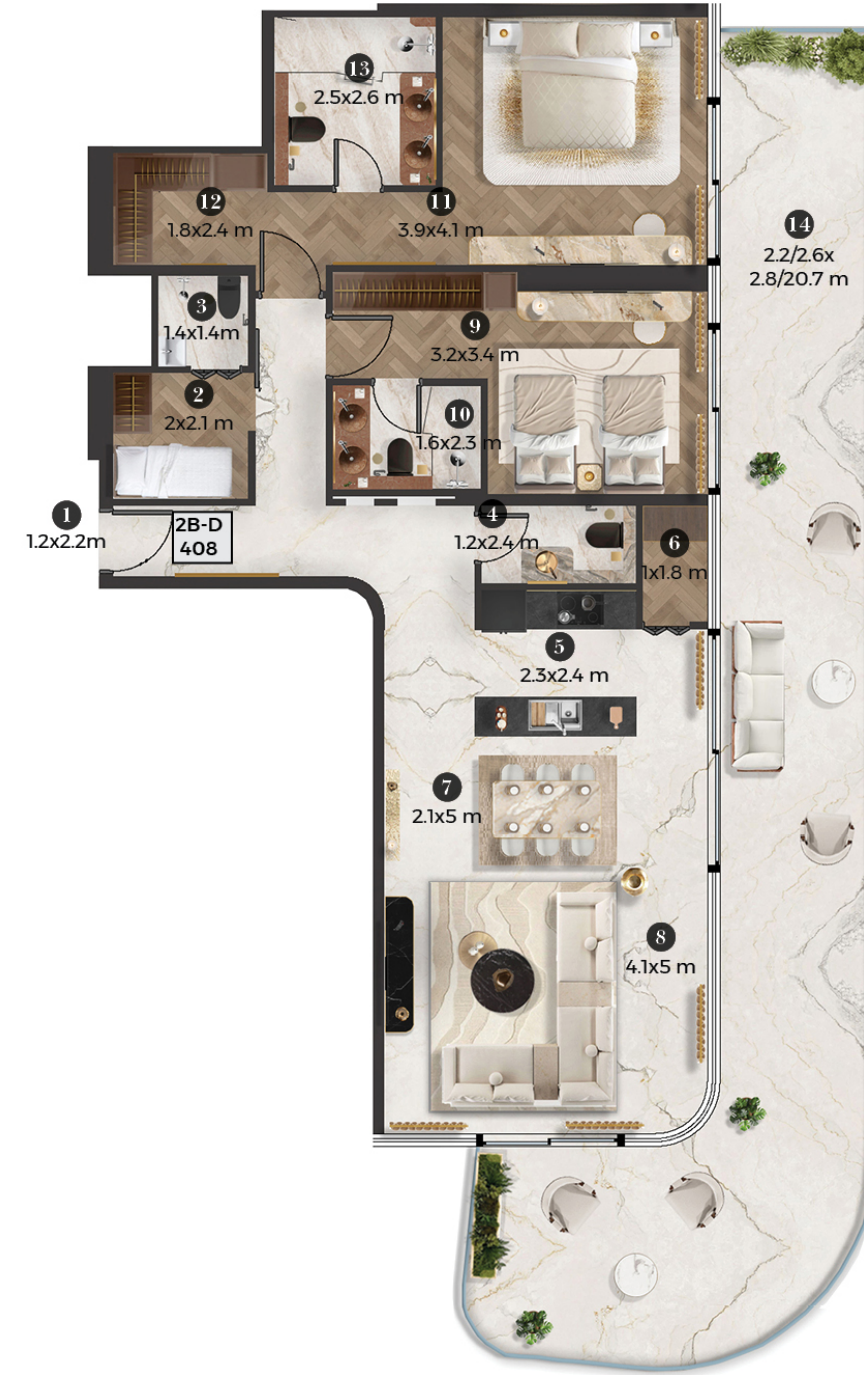 13
2.5x2.6 m
12
1.8x2.4 m
11
3.9x4.1 m
14
2.2/2.6x
2.8/20.7 m
3
1.4x1.4m
9
3.2x3.4 m
2
2x2.1 m
10
1.6x2.3 m
1
1.2x2.2m
2B-D
408
4
1.2x2.4 m
6
1x1.8 m
5
2.3x2.4 m
7
2.1x5 m
8
4.1x5 m